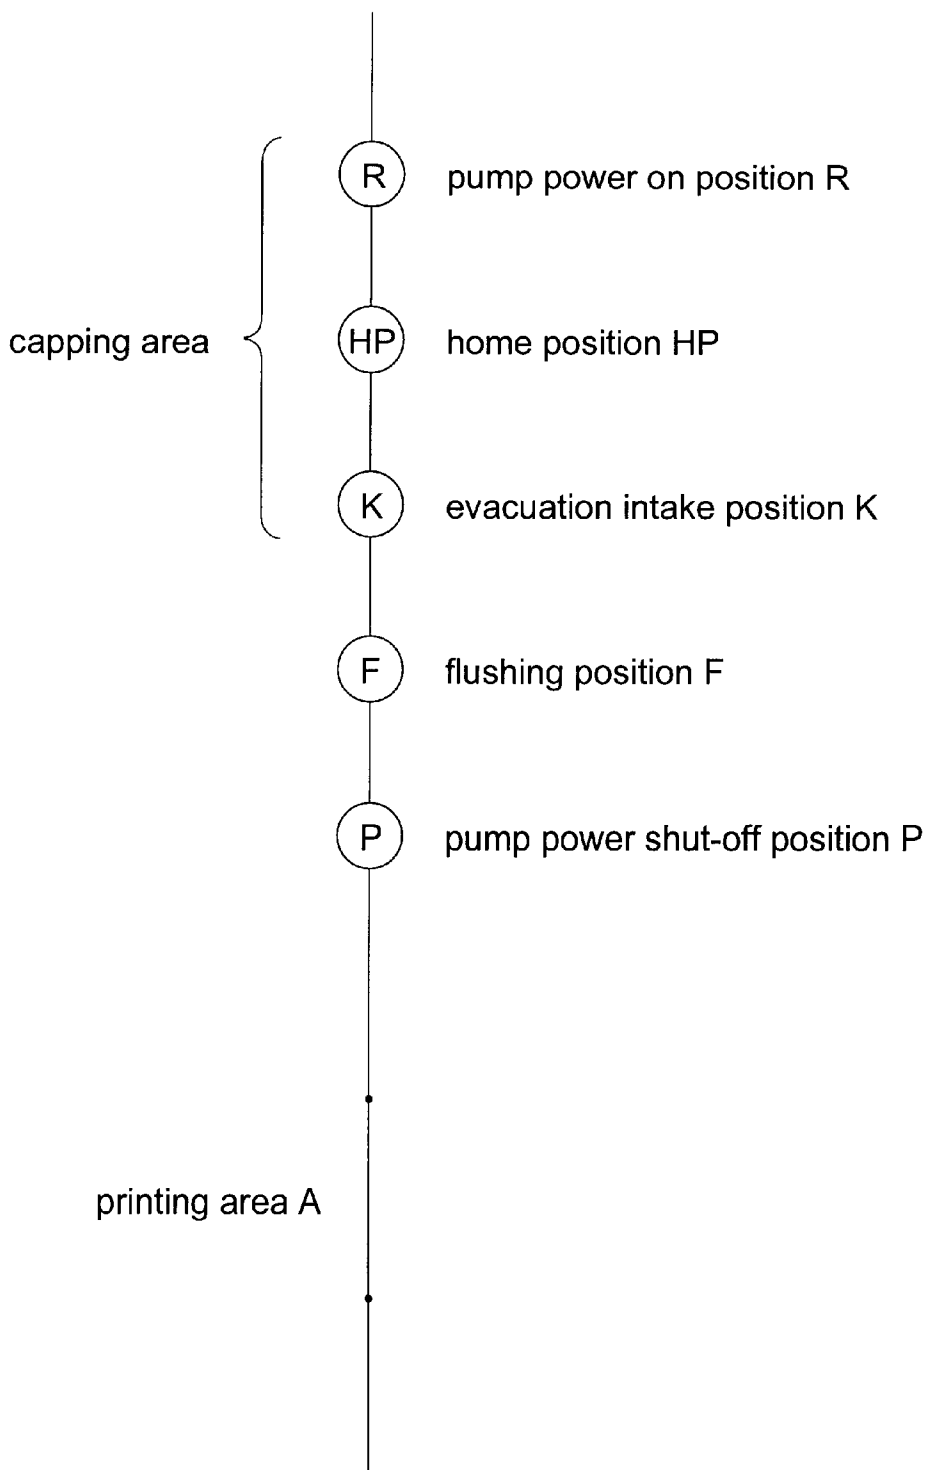 R pump power on position R
capping area HP home position HP
K evacuation intake position K
F flushing position F
P pump power shut-off position P
printing area A